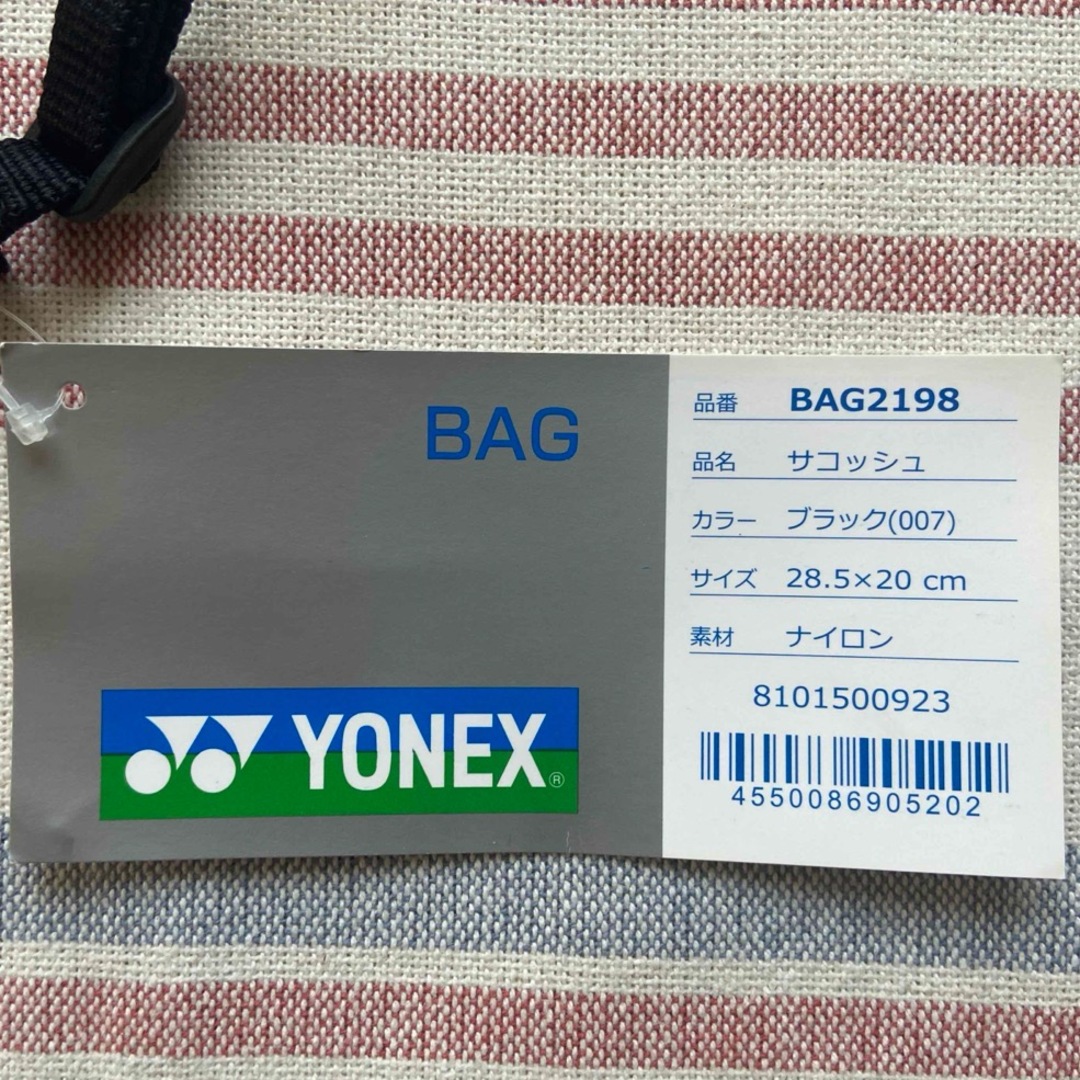 BAG
YONEX®
品番 BAG2198
品名 サコッシュ
カラー ブラック(007)
サイズ 28.5×20 cm
素材 ナイロン
8101500923
4550086905202